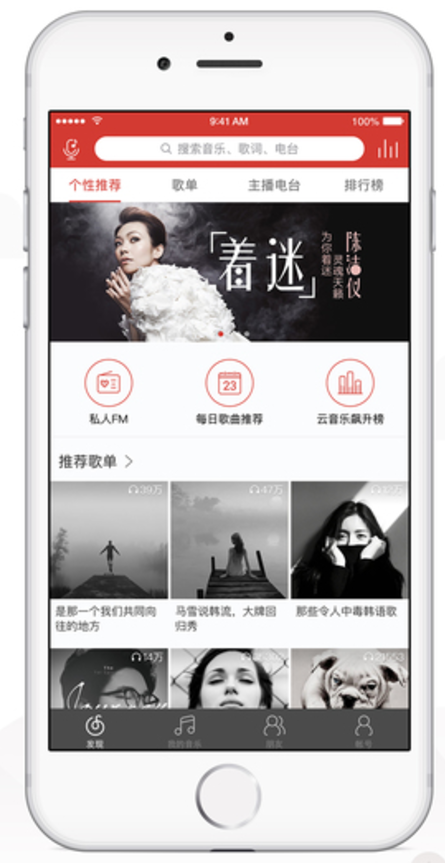 9:41 AM
100%
搜索音乐、歌词、电台
个性推荐
歌单
主播电台
排行榜
「着迷」
为你着迷
灵魂天籁
陈洁仪
23
私人FM
每日歌曲推荐
云音乐飙升榜
推荐歌单
39万
47万
是那一个我们共同向
往的地方
马雪说韩流,大牌回
归秀
那些令人中毒韩语歌
14万
发现
我的音乐
朋友
帐号